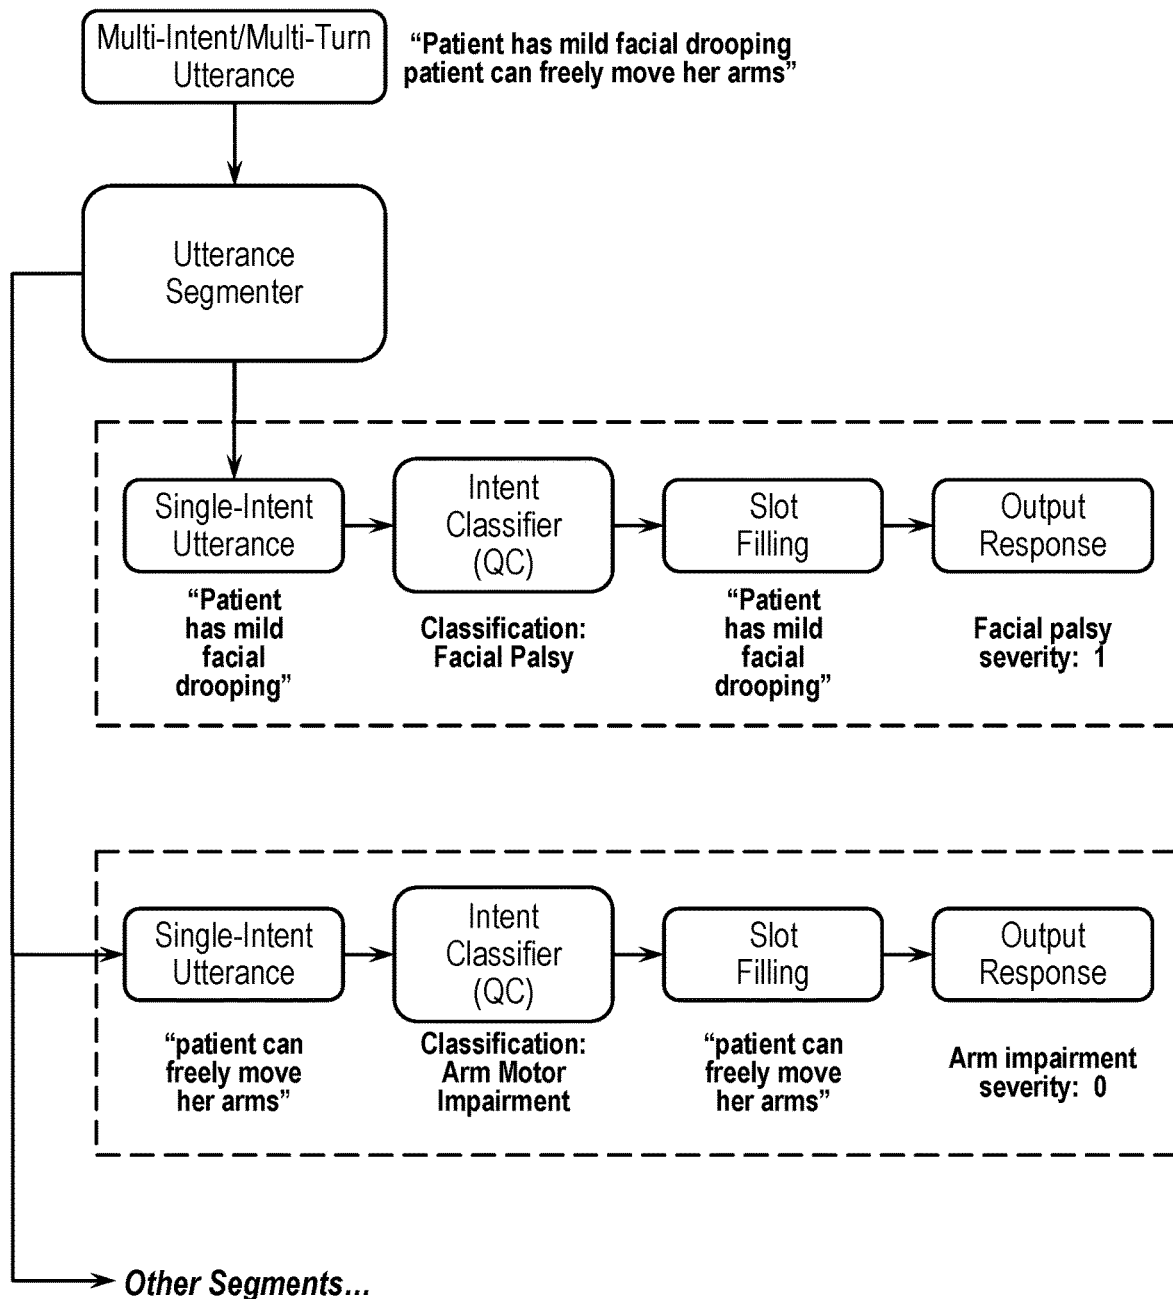 Multi-Intent/Multi-Turn
Utterance
“Patient has mild facial drooping
patient can freely move her arms”
Utterance
Segmenter
Single-Intent
Utterance
Intent
Classifier
(QC)
Slot
Filling
Output
Response
“Patient
has mild
facial
drooping”
Classification:
Facial Palsy
“Patient
has mild
facial
drooping”
Facial palsy
severity: 1
Single-Intent
Utterance
Intent
Classifier
(QC)
Slot
Filling
Output
Response
“patient can
freely move
her arms”
Classification:
Arm Motor
Impairment
“patient can
freely move
her arms”
Arm impairment
severity: 0
Other Segments...